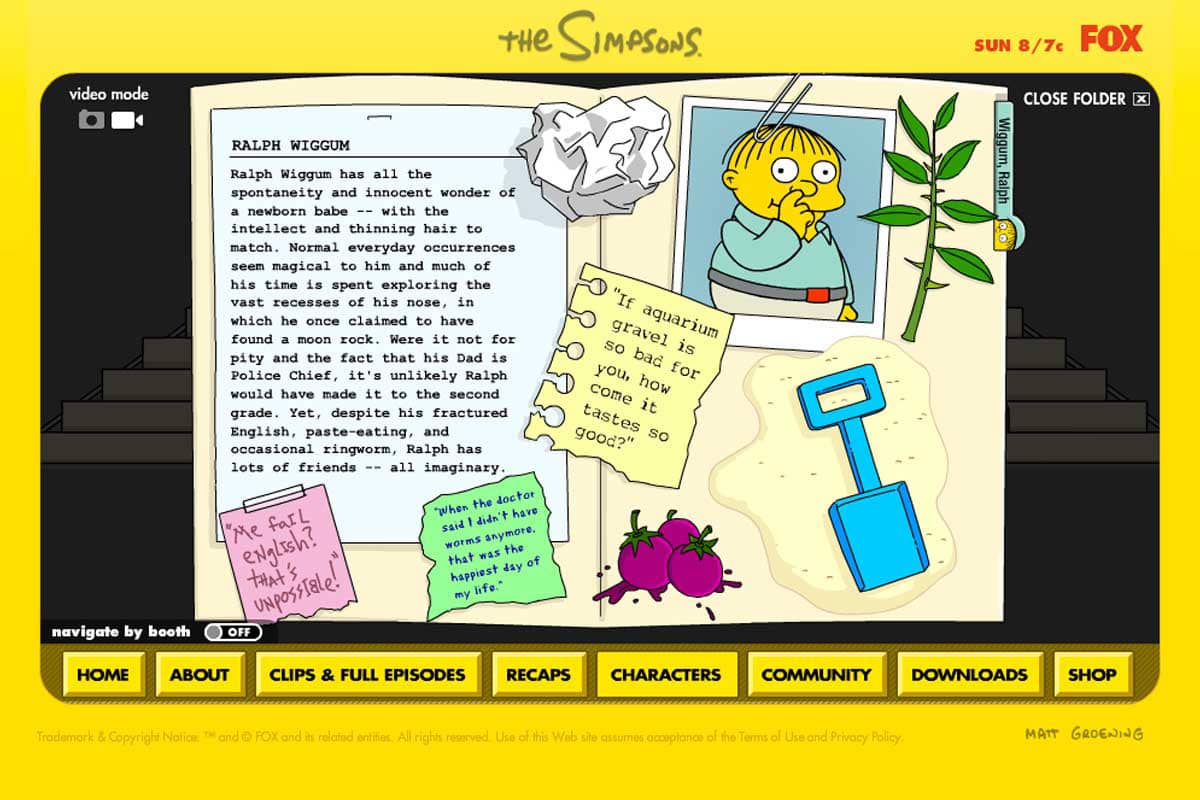 THE SIMPSONS
SUN 8/7c FOX
video mode
CLOSE FOLDER
Wiggum, Ralph
RALPH WIGGUM
Ralph Wiggum has all the
spontaneity and innocent wonder of
a newborn babe -- with the
intellect and thinning hair to
match. Normal everyday occurrences
seem magical to him and much of
his time is spent exploring the
vast recesses of his nose, in
which he once claimed to have
found a moon rock. Were it not for
pity and the fact that his Dad is
Police Chief, it's unlikely Ralph
would have made it to the second
grade. Yet, despite his fractured
English, paste-eating, and
occasional ringworm, Ralph has
lots of friends -- all imaginary.
"If aquarium
gravel is
so bad for
you, how
come it
tastes so
good?"
"Me fail
english?
that's
unpossible!"
"When the doctor
said I didn't have
worms anymore,
that was the
happiest day of
my life."
navigate by booth OFF
HOME ABOUT CLIPS & FULL EPISODES RECAPS CHARACTERS COMMUNITY DOWNLOADS SHOP
Trademark & Copyright Notice: ™ and © FOX and its related entities. All rights reserved. Use of this Web site assumes acceptance of the Terms of Use and Privacy Policy.
MATT GROENING